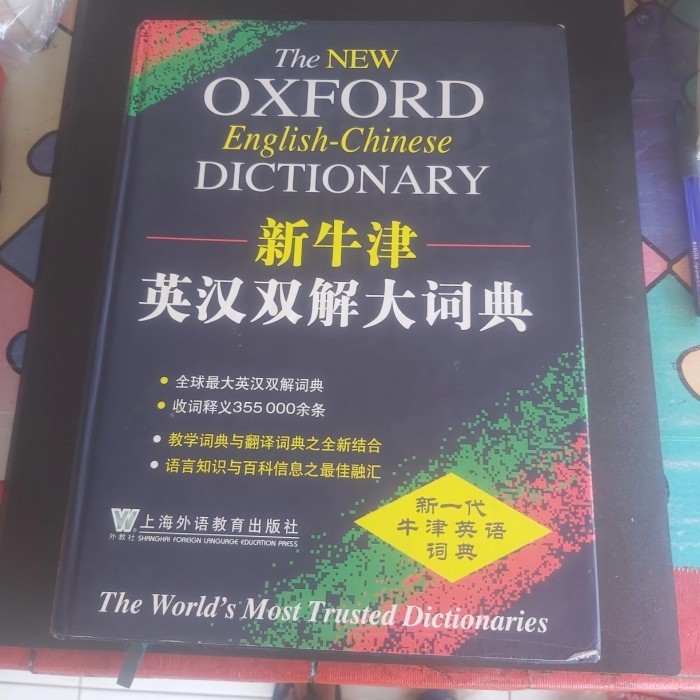 The NEW
OXFORD
English-Chinese
DICTIONARY
新牛津
英汉双解大词典
全球最大英汉双解词典
收词释义355 000余条
教学词典与翻译词典之全新结合
语言知识与百科信息之最佳融汇
新一代
牛津英语
词典
W
外教社
上海外语教育出版社
SHANGHAI FOREIGN LANGUAGE EDUCATION PRESS
The World's Most Trusted Dictionaries